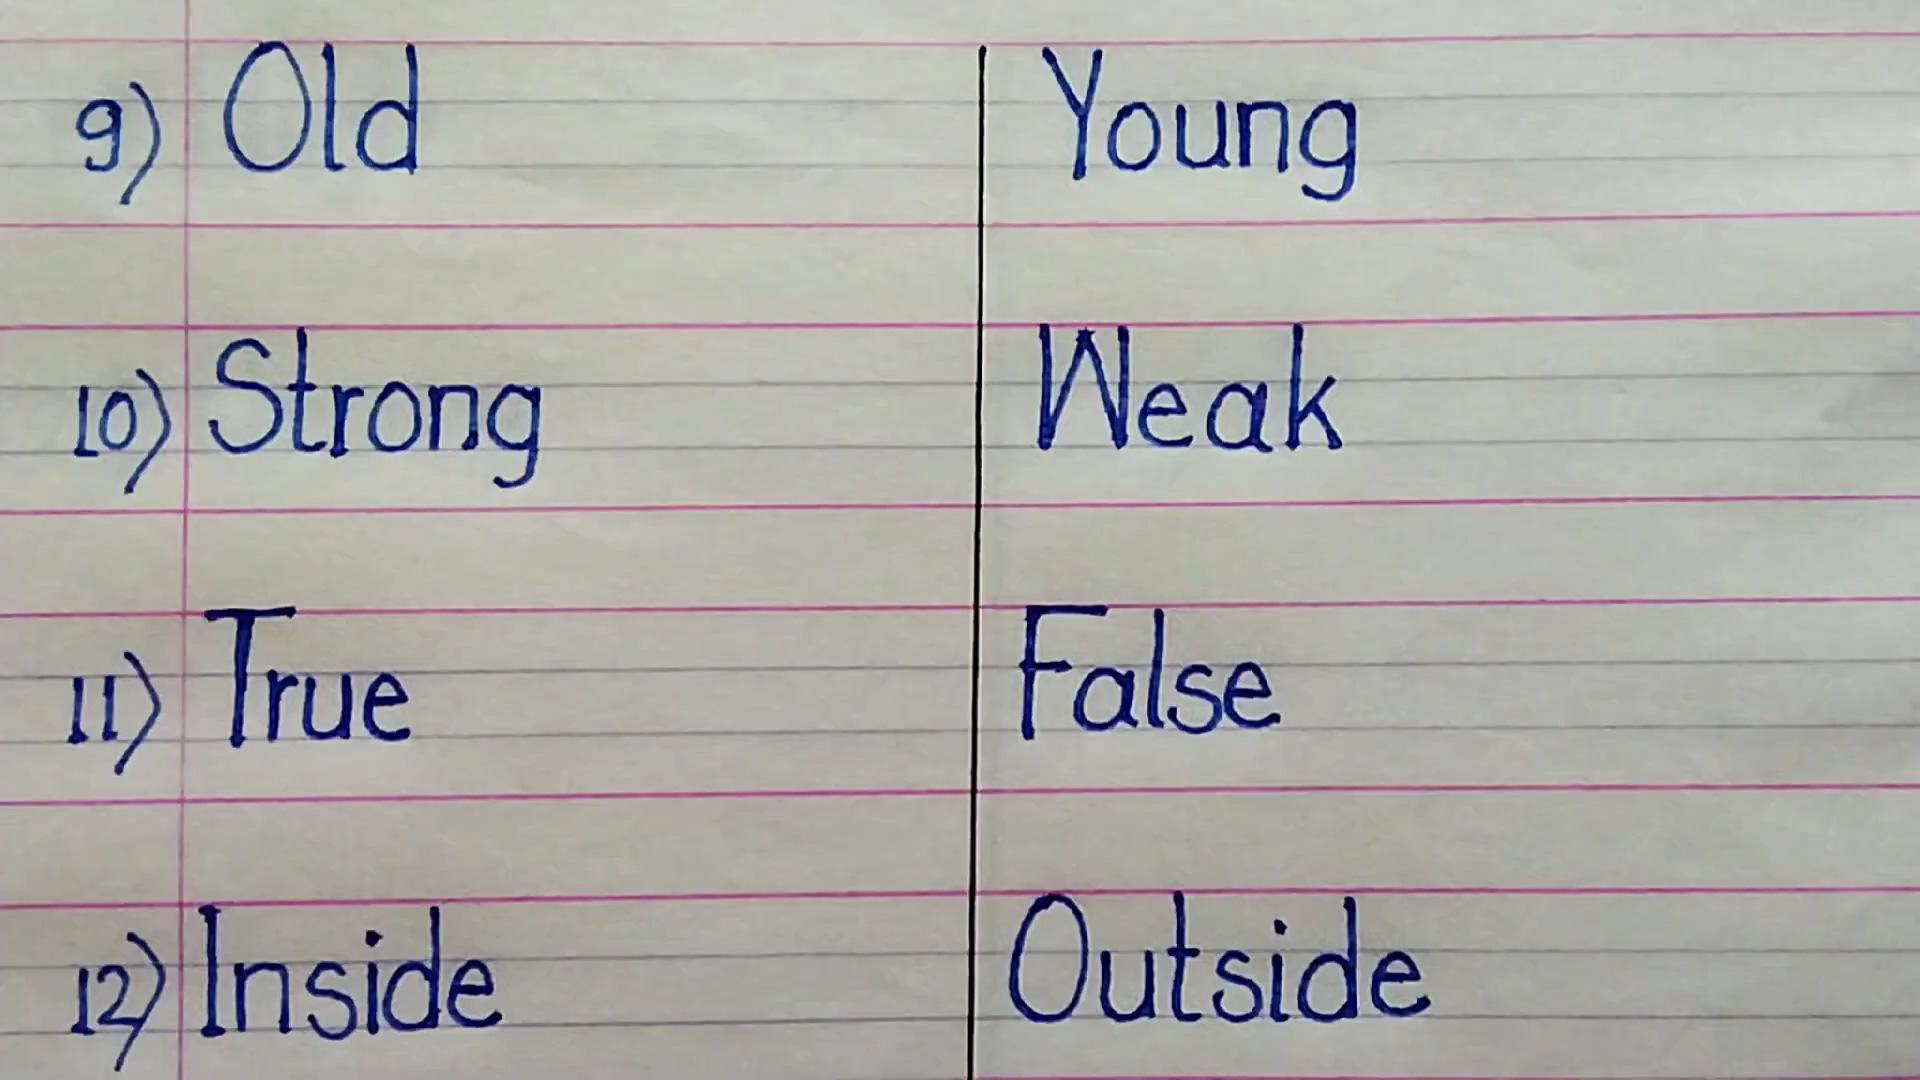 9) Old Young
10) Strong Weak
11) True False
12) Inside Outside